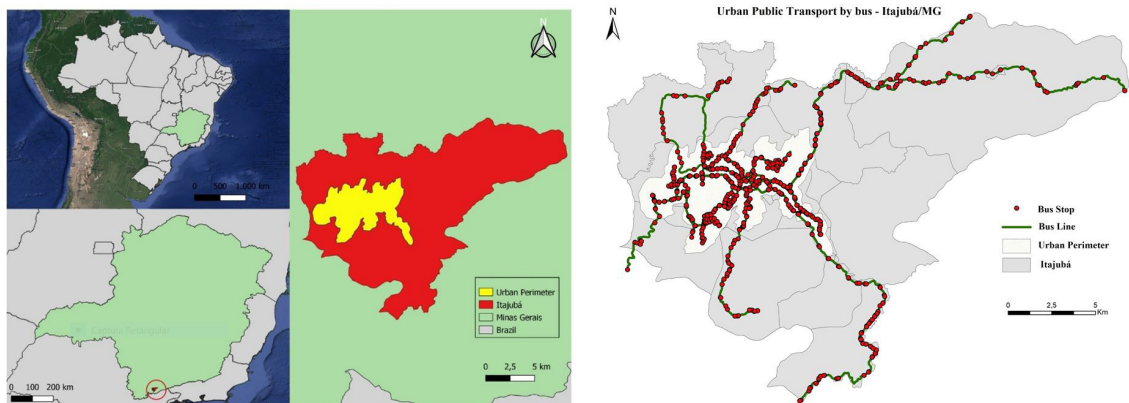 0 500 1.000 km
0 100 200 km
N
Urban Perimeter
Itajubá
Minas Gerais
Brazil
0 2,5 5 km
Urban Public Transport by bus - Itajubá/MG
N
Bus Stop
Bus Line
Urban Perimeter
Itajubá
0 2,5 5
Km